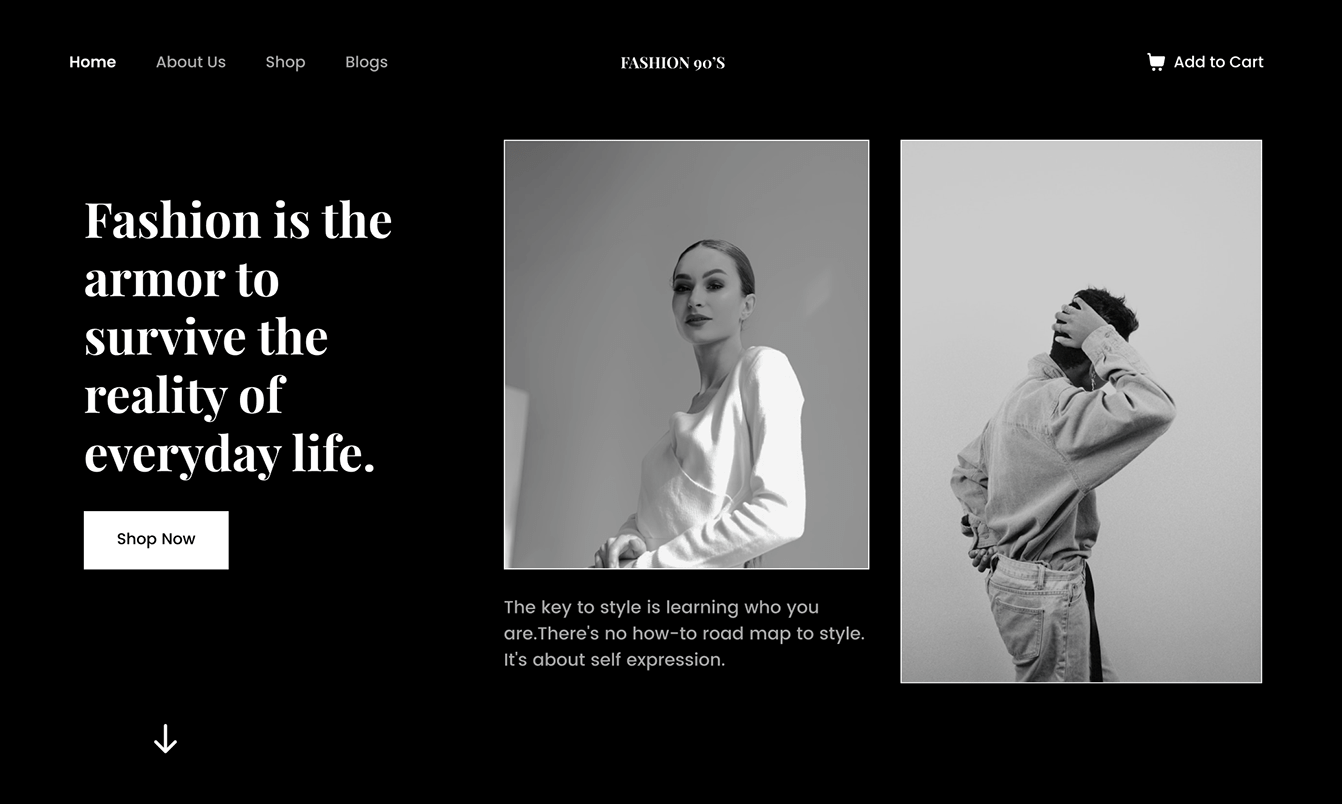 Home About Us Shop Blogs FASHION 90'S Add to Cart
Fashion is the
armor to
survive the
reality of
everyday life.
Shop Now
The key to style is learning who you
are.There's no how-to road map to style.
It's about self expression.